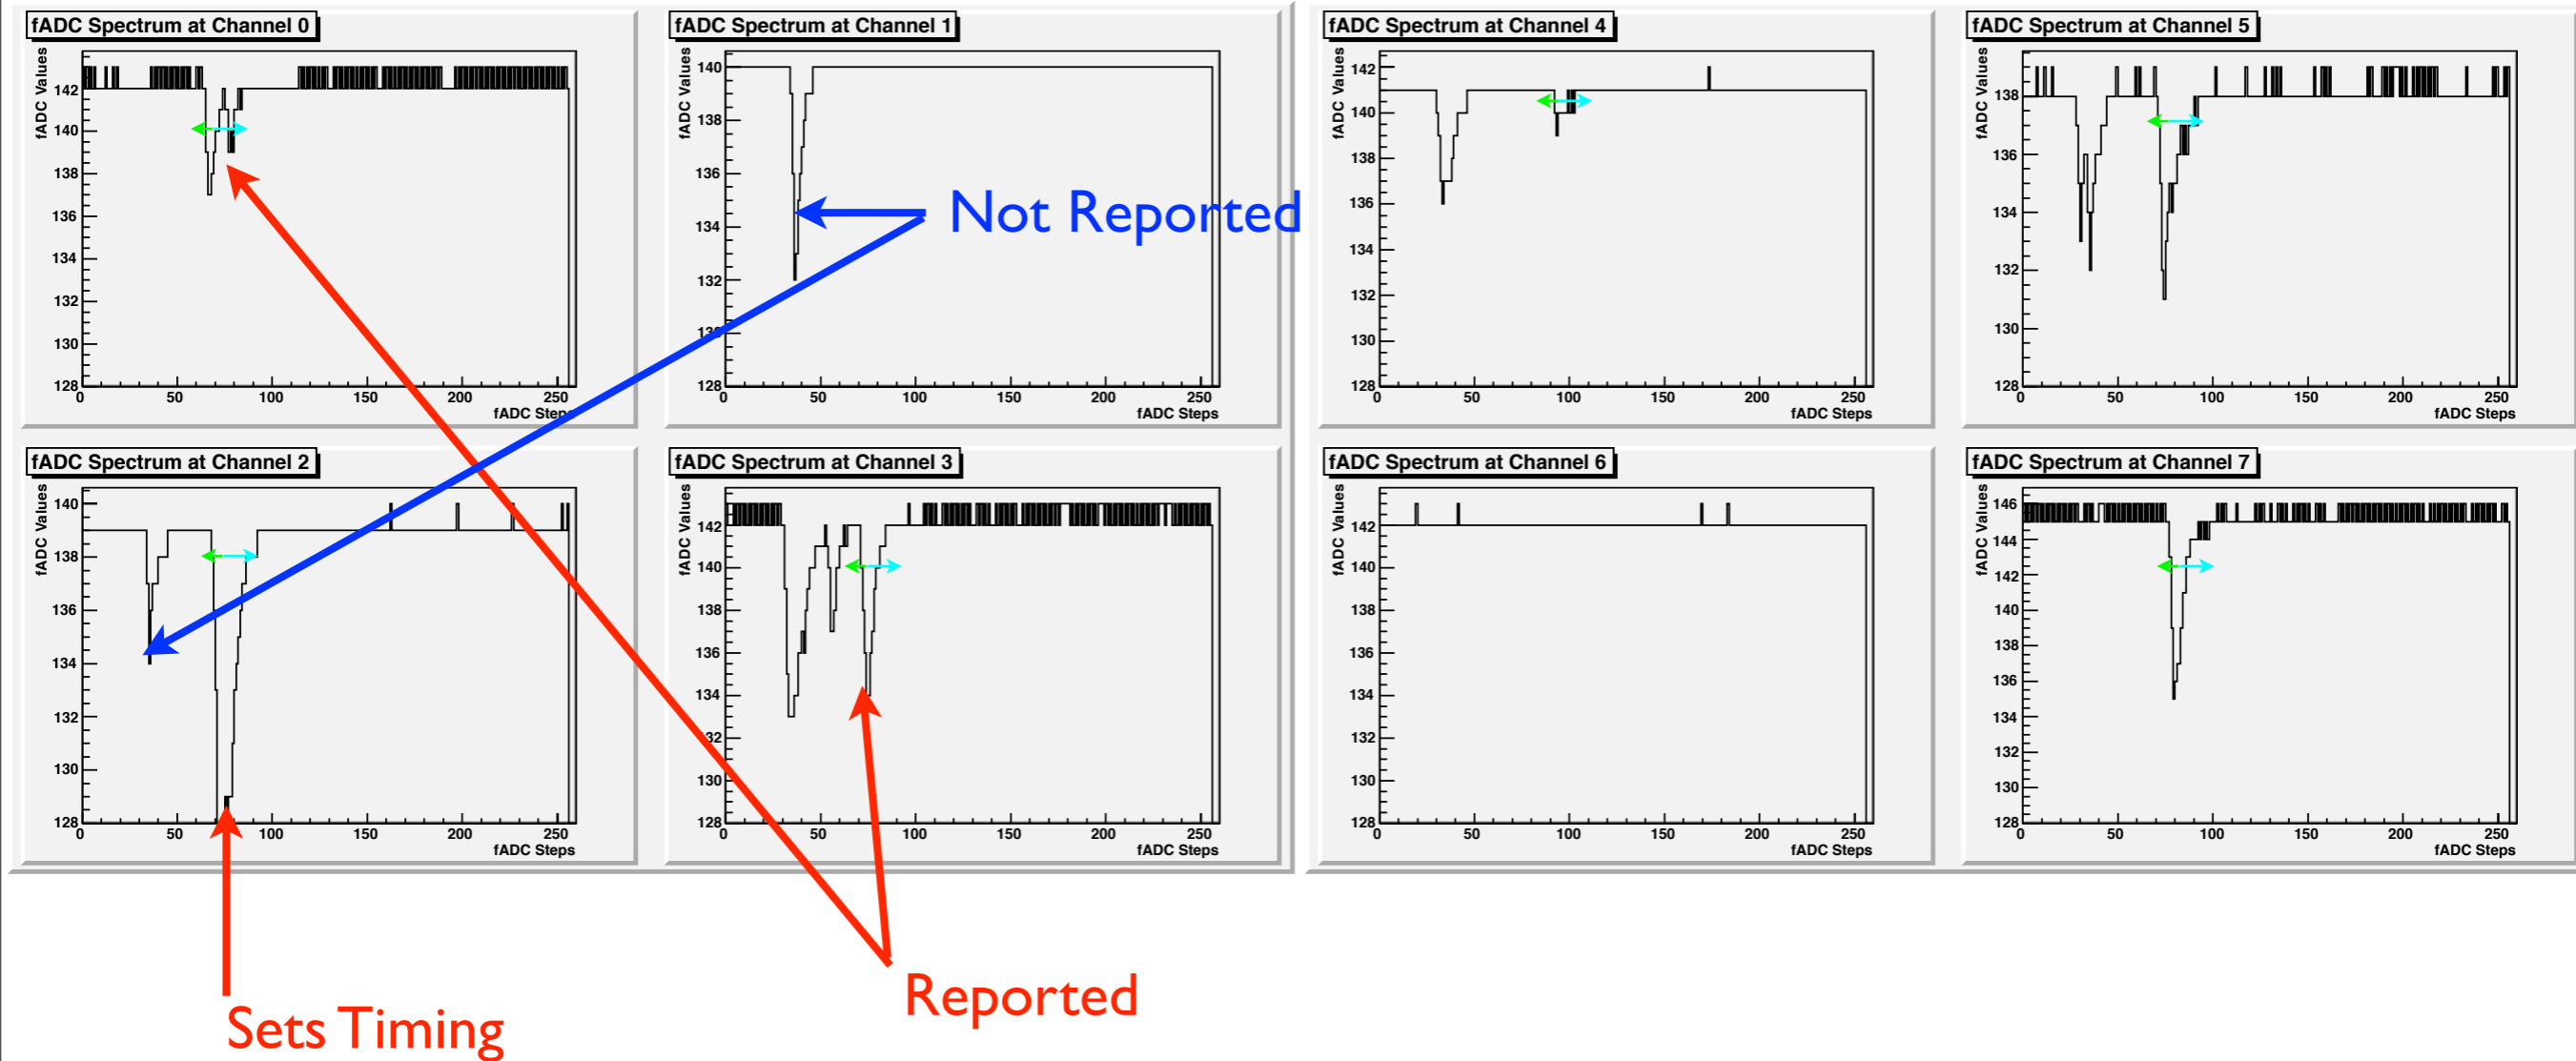 fADC Spectrum at Channel 0
fADC Values
142
140
138
136
134
132
130
128
0 50 100 150 200 250
fADC Steps
fADC Spectrum at Channel 1
fADC Values
140
138
136
134
132
130
128
0 50 100 150 200 250
fADC Steps
fADC Spectrum at Channel 4
fADC Values
142
140
138
136
134
132
130
128
0 50 100 150 200 250
fADC Steps
fADC Spectrum at Channel 5
fADC Values
138
136
134
132
130
128
0 50 100 150 200 250
fADC Steps
Not Reported
fADC Spectrum at Channel 2
fADC Values
140
138
136
134
132
130
128
0 50 100 150 200 250
fADC Steps
fADC Spectrum at Channel 3
fADC Values
142
140
138
136
134
132
130
128
0 50 100 150 200 250
fADC Steps
fADC Spectrum at Channel 6
fADC Values
142
140
138
136
134
132
130
128
0 50 100 150 200 250
fADC Steps
fADC Spectrum at Channel 7
fADC Values
146
144
142
140
138
136
134
132
130
128
0 50 100 150 200 250
fADC Steps
Reported
Sets Timing